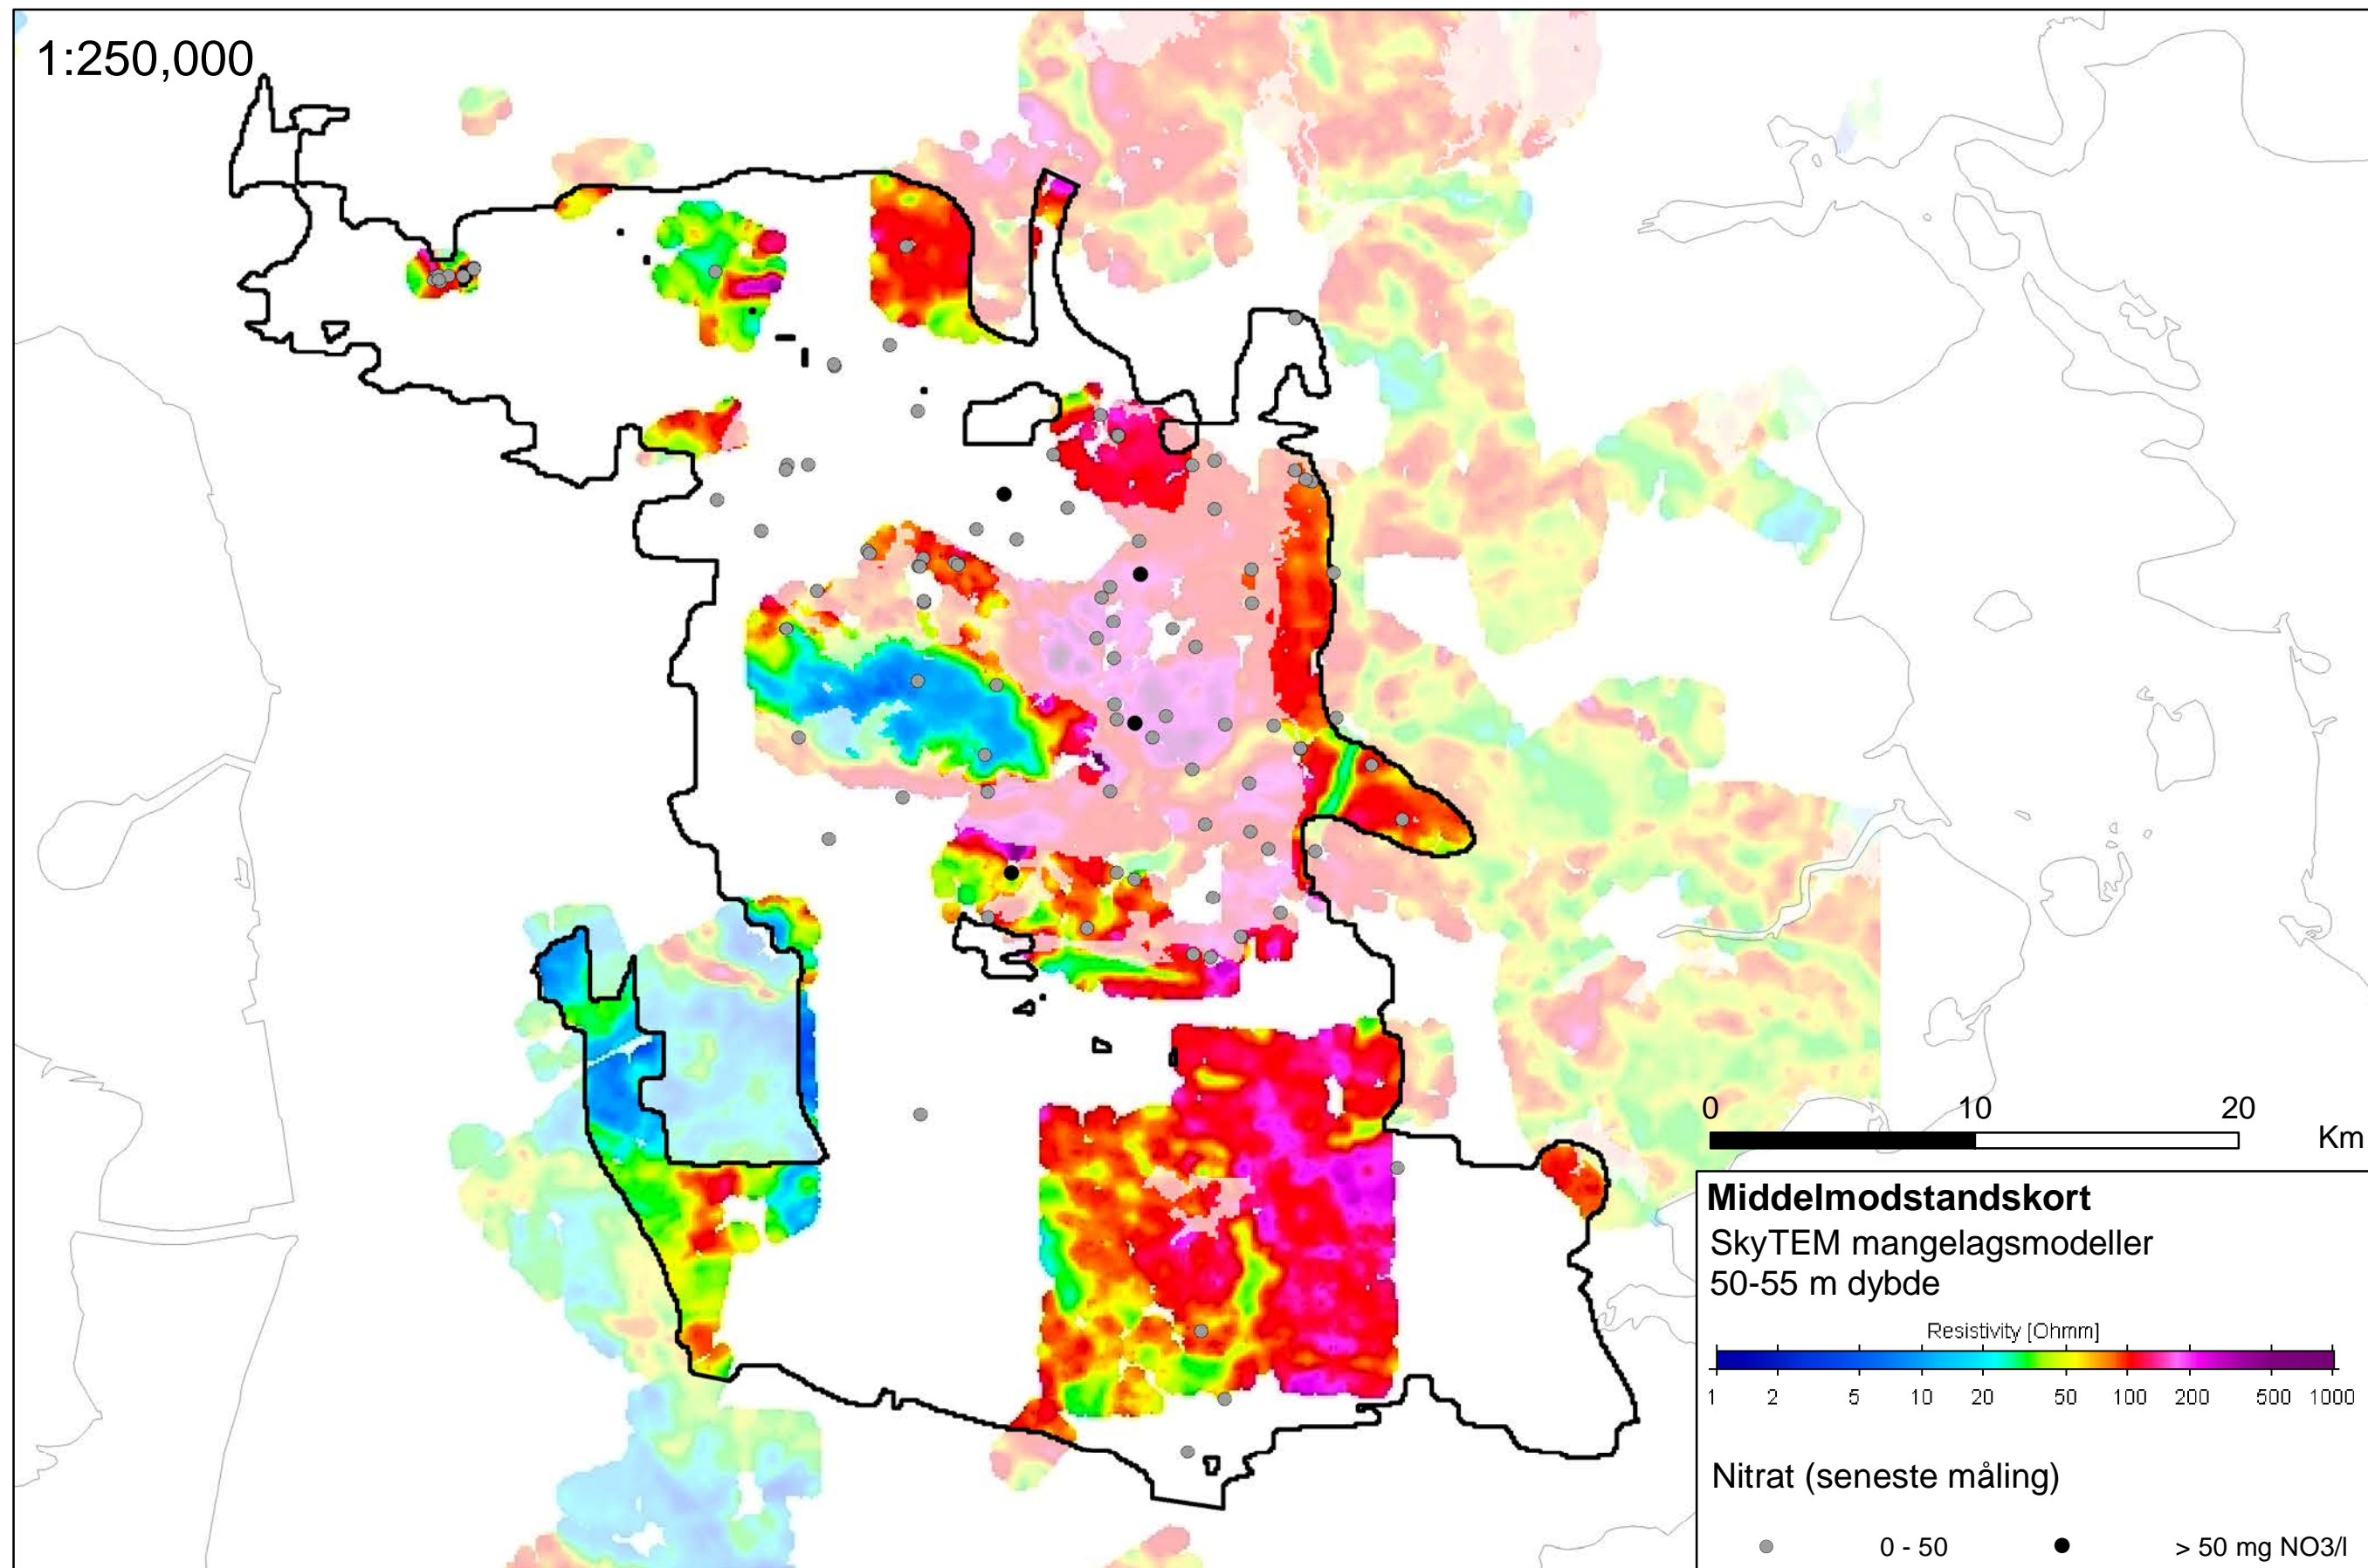 1:250,000
0 10 20
Km
Middelmodstandskort
SkyTEM mangelagsmodeller
50-55 m dybde
Resistivity [Ohmm]
1 2 5 10 20 50 100 200 500 1000
Nitrat (seneste måling)
0 - 50 > 50 mg NO3/l